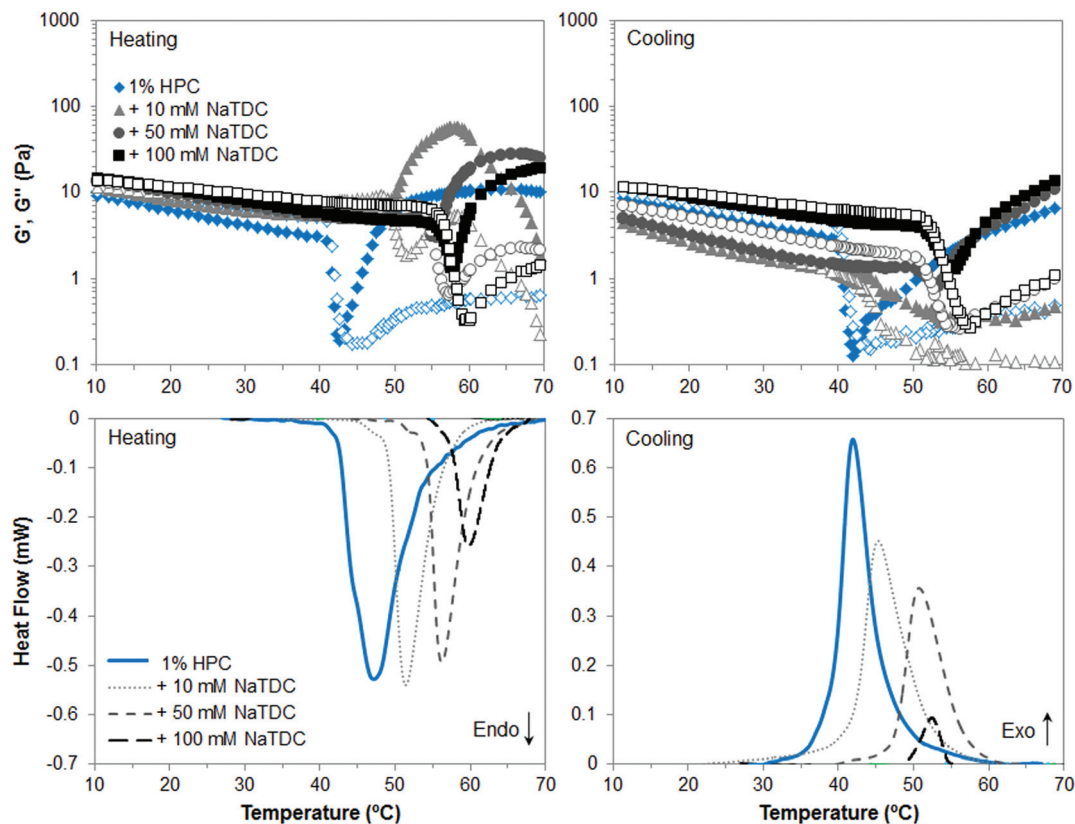 Heating
1000
100
10
1
0.1
G', G'' (Pa)
1% HPC
+ 10 mM NaTDC
+ 50 mM NaTDC
+ 100 mM NaTDC
10 20 30 40 50 60 70
Cooling
1000
100
10
1
0.1
10 20 30 40 50 60 70
Heating
0
-0.1
-0.2
-0.3
-0.4
-0.5
-0.6
-0.7
Heat Flow (mW)
1% HPC
+ 10 mM NaTDC
+ 50 mM NaTDC
+ 100 mM NaTDC
Endo
10 20 30 40 50 60 70
Temperature (ºC)
Cooling
0.7
0.6
0.5
0.4
0.3
0.2
0.1
0
Exo
10 20 30 40 50 60 70
Temperature (ºC)